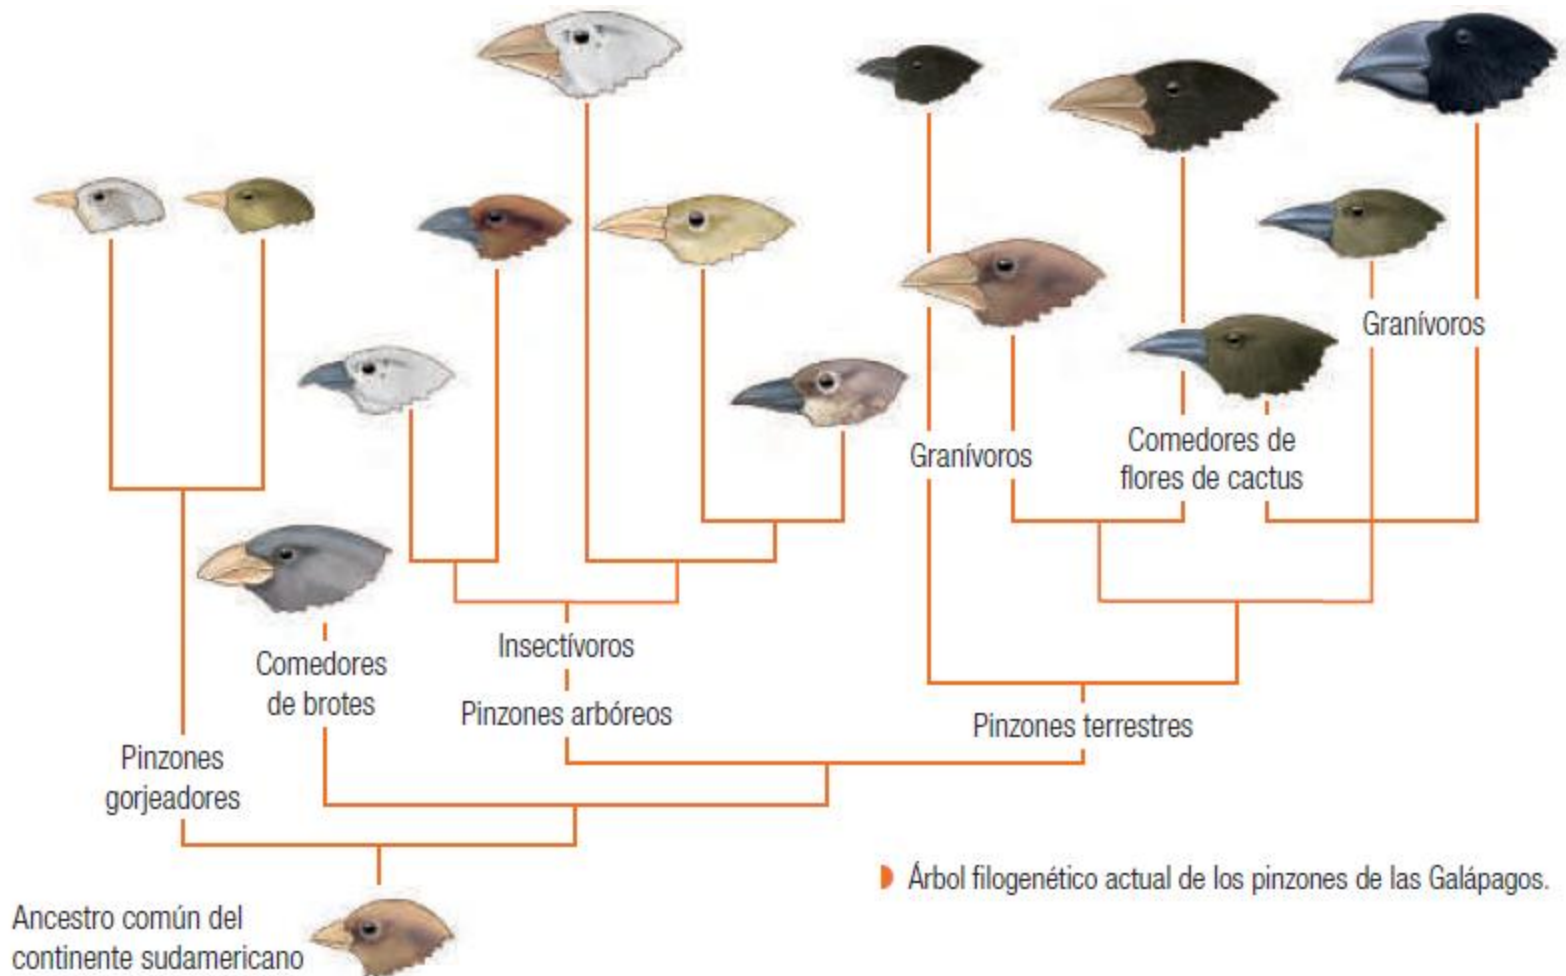 Granívoros
Granívoros
Comedores de
flores de cactus
Insectívoros
Comedores
de brotes
Pinzones arbóreos
Pinzones terrestres
Pinzones
gorjeadores
Árbol filogenético actual de los pinzones de las Galápagos.
Ancestro común del
continente sudamericano